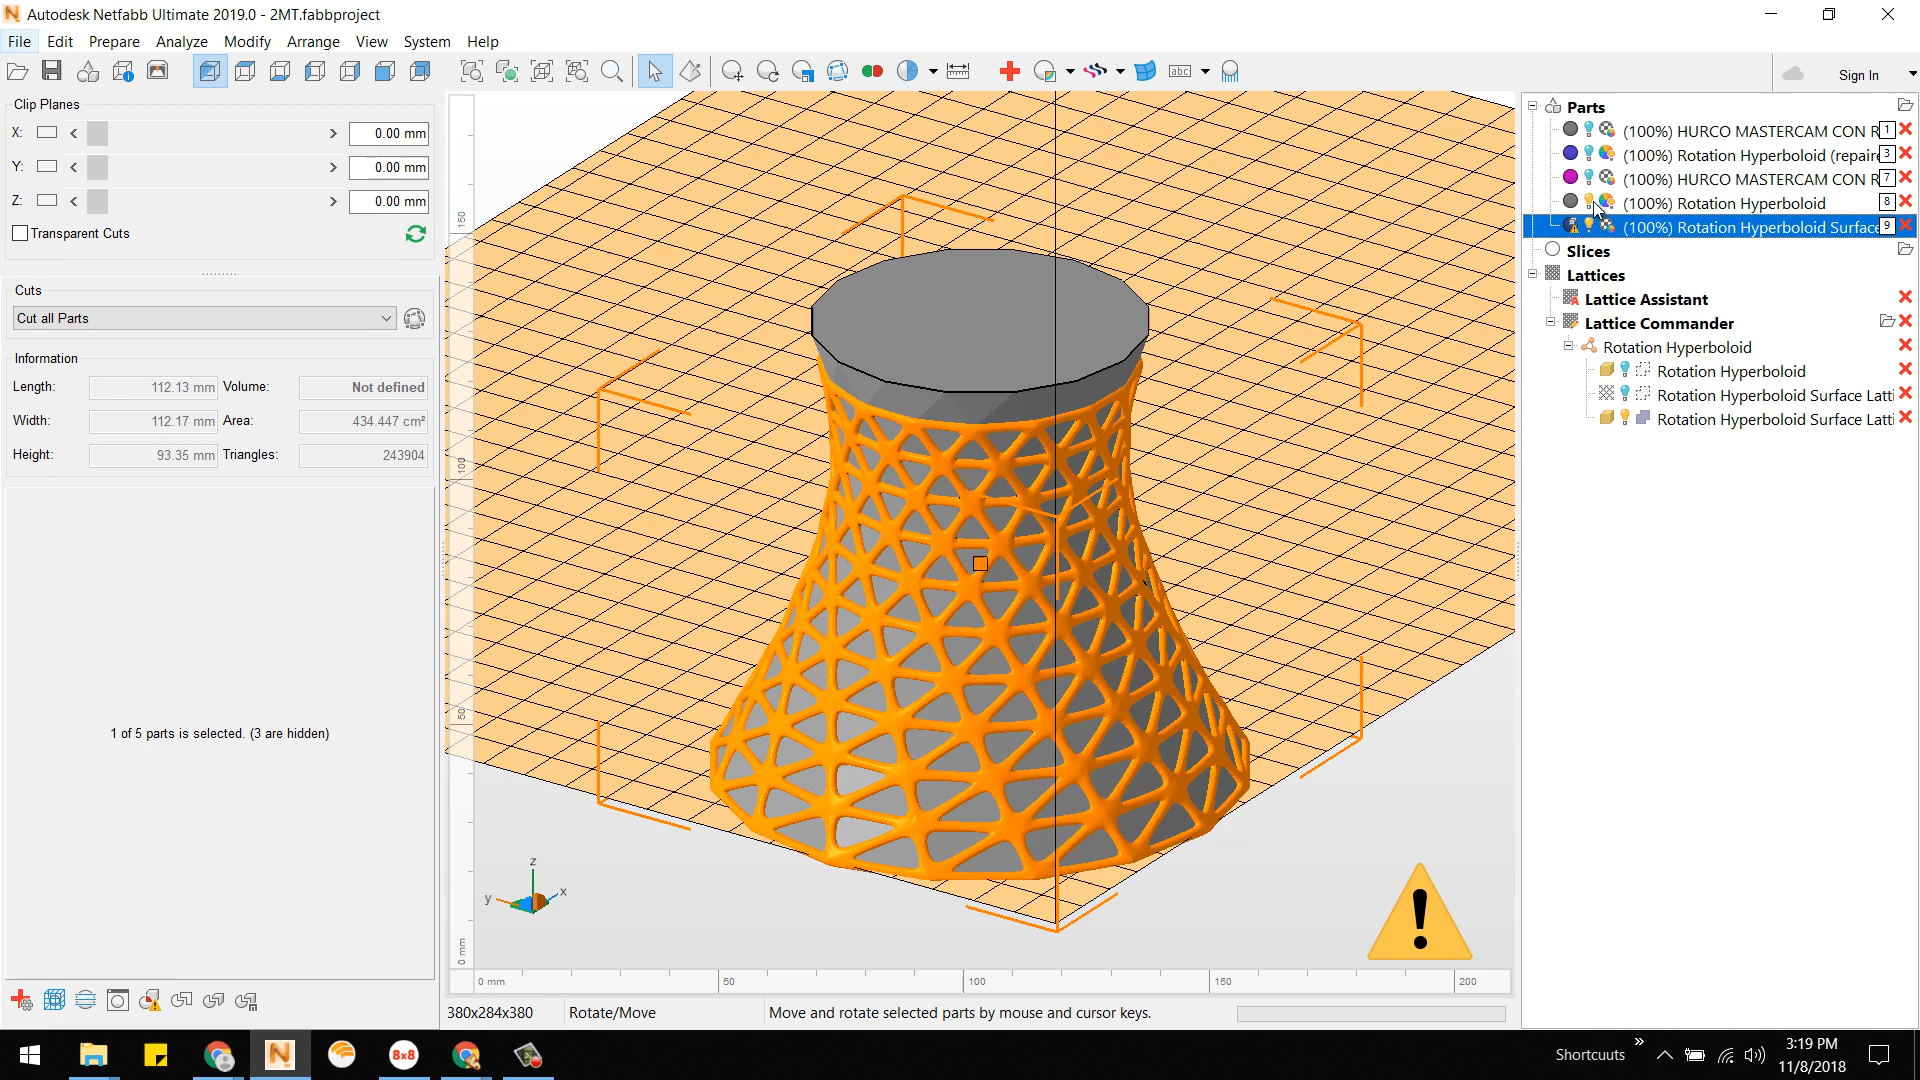 Autodesk Netfabb Ultimate 2019.0 - 2MT.fabbproject
File Edit Prepare Analyze Modify Arrange View System Help
abc
Sign In
Clip Planes
X: 0.00 mm
Y: 0.00 mm
Z: 0.00 mm
Transparent Cuts
Cuts
Cut all Parts
Information
Length: 112.13 mm Volume: Not defined
Width: 112.17 mm Area: 434.447 cm²
Height: 93.35 mm Triangles: 243904
1 of 5 parts is selected. (3 are hidden)
150
100
50
0 mm
z
y
x
0 mm 50 100 150 200
380x284x380 Rotate/Move Move and rotate selected parts by mouse and cursor keys.
Parts
(100%) HURCO MASTERCAM CON R 1
(100%) Rotation Hyperboloid (repaire 3
(100%) HURCO MASTERCAM CON R 7
(100%) Rotation Hyperboloid 8
(100%) Rotation Hyperboloid Surface 9
Slices
Lattices
Lattice Assistant
Lattice Commander
Rotation Hyperboloid
Rotation Hyperboloid
Rotation Hyperboloid Surface Latti
Rotation Hyperboloid Surface Latti
8x8
Shortcuts
3:19 PM
11/8/2018